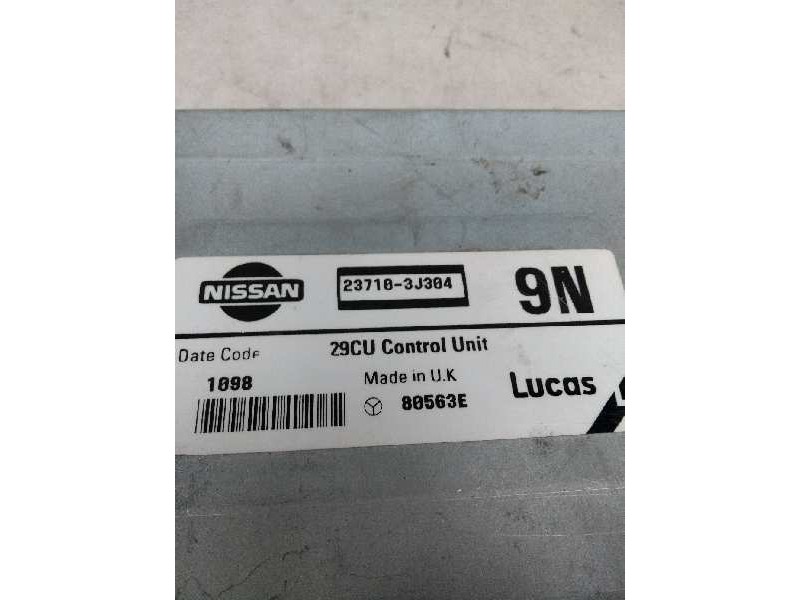 NISSAN
23710-3J304
9N
Date Code
29CU Control Unit
1098
Made in U.K
80563E
Lucas